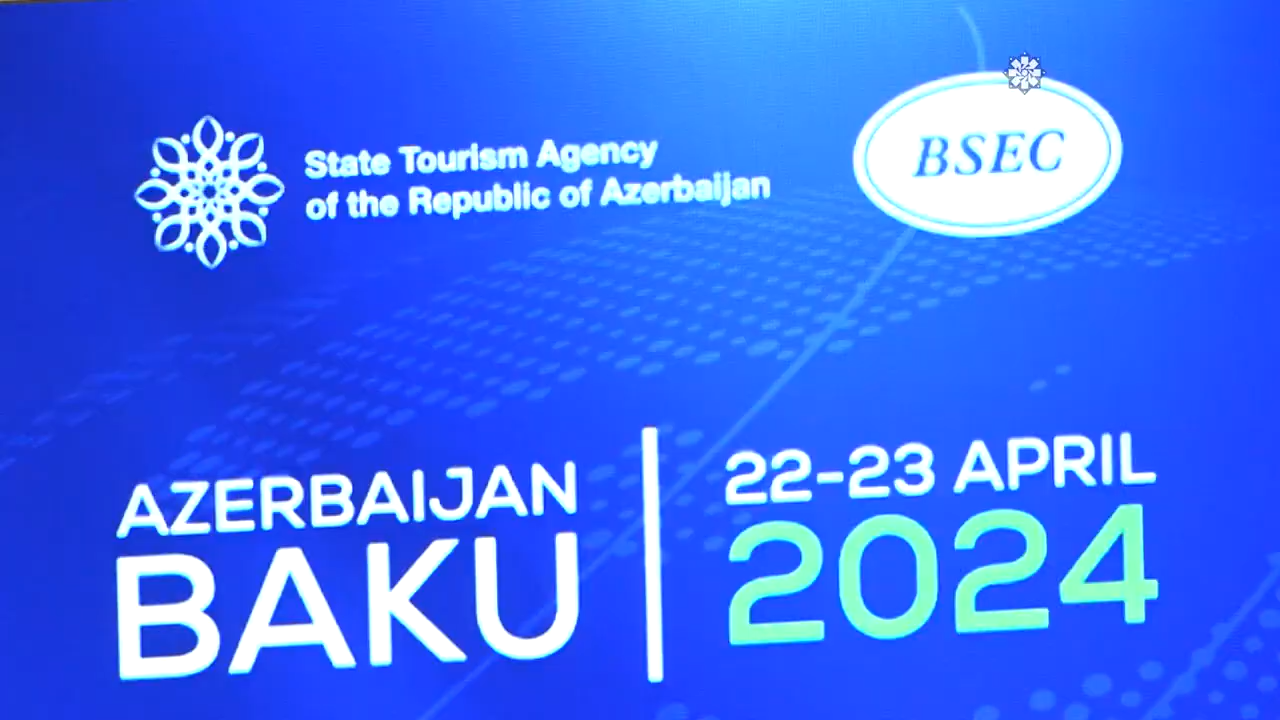 State Tourism Agency
of the Republic of Azerbaijan
BSEC
AZERBAIJAN
BAKU
22-23 APRIL
2024